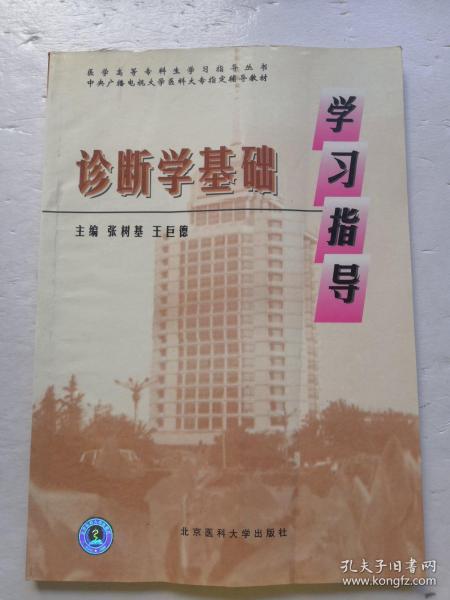 医学高等专科生学习指导丛书
中央广播电视大学医科大专指定辅导教材
诊断学基础
学习指导
主编 张树基 王巨德
北京医科大学出版社
孔夫子旧书网
www.kongfz.com